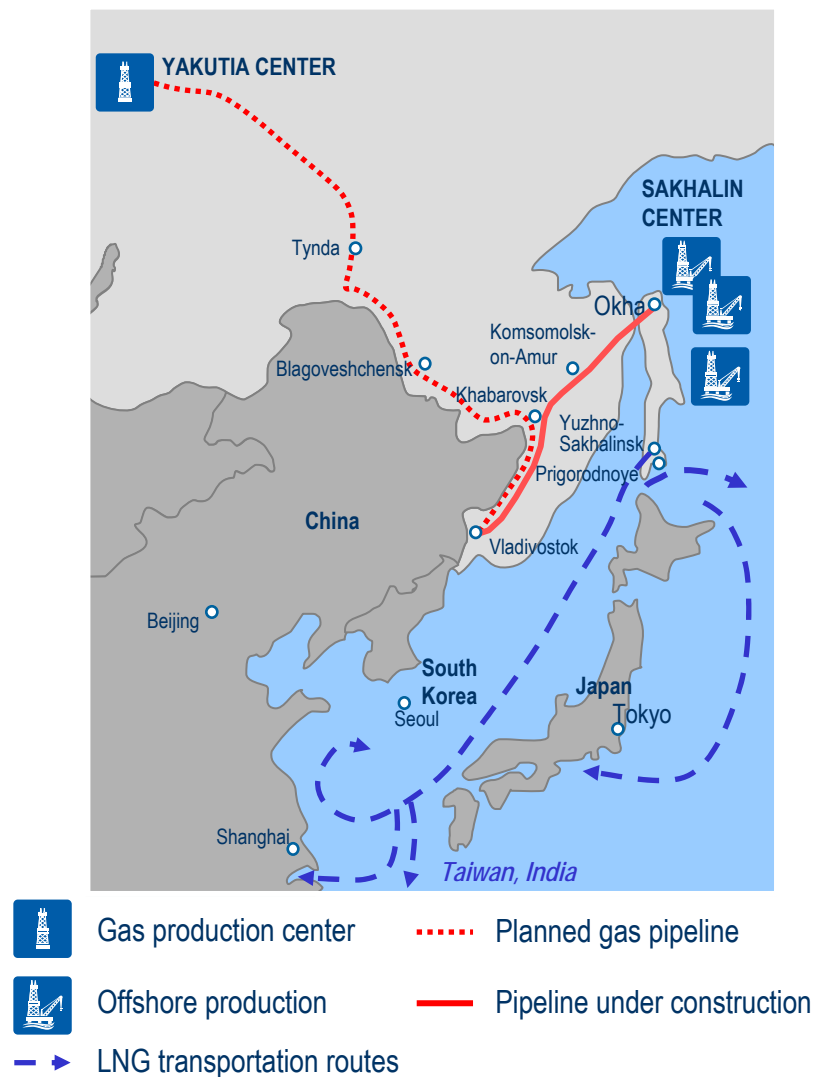 YAKUTIA CENTER
SAKHALIN
CENTER
Tynda
Okha
Komsomolsk-
on-Amur
Blagoveshchensk
Khabarovsk
Yuzhno-
Sakhalinsk
Prigorodnoye
China
Vladivostok
Beijing
South
Korea
Seoul
Japan
Tokyo
Shanghai
Taiwan, India
Gas production center
Planned gas pipeline
Offshore production
Pipeline under construction
LNG transportation routes